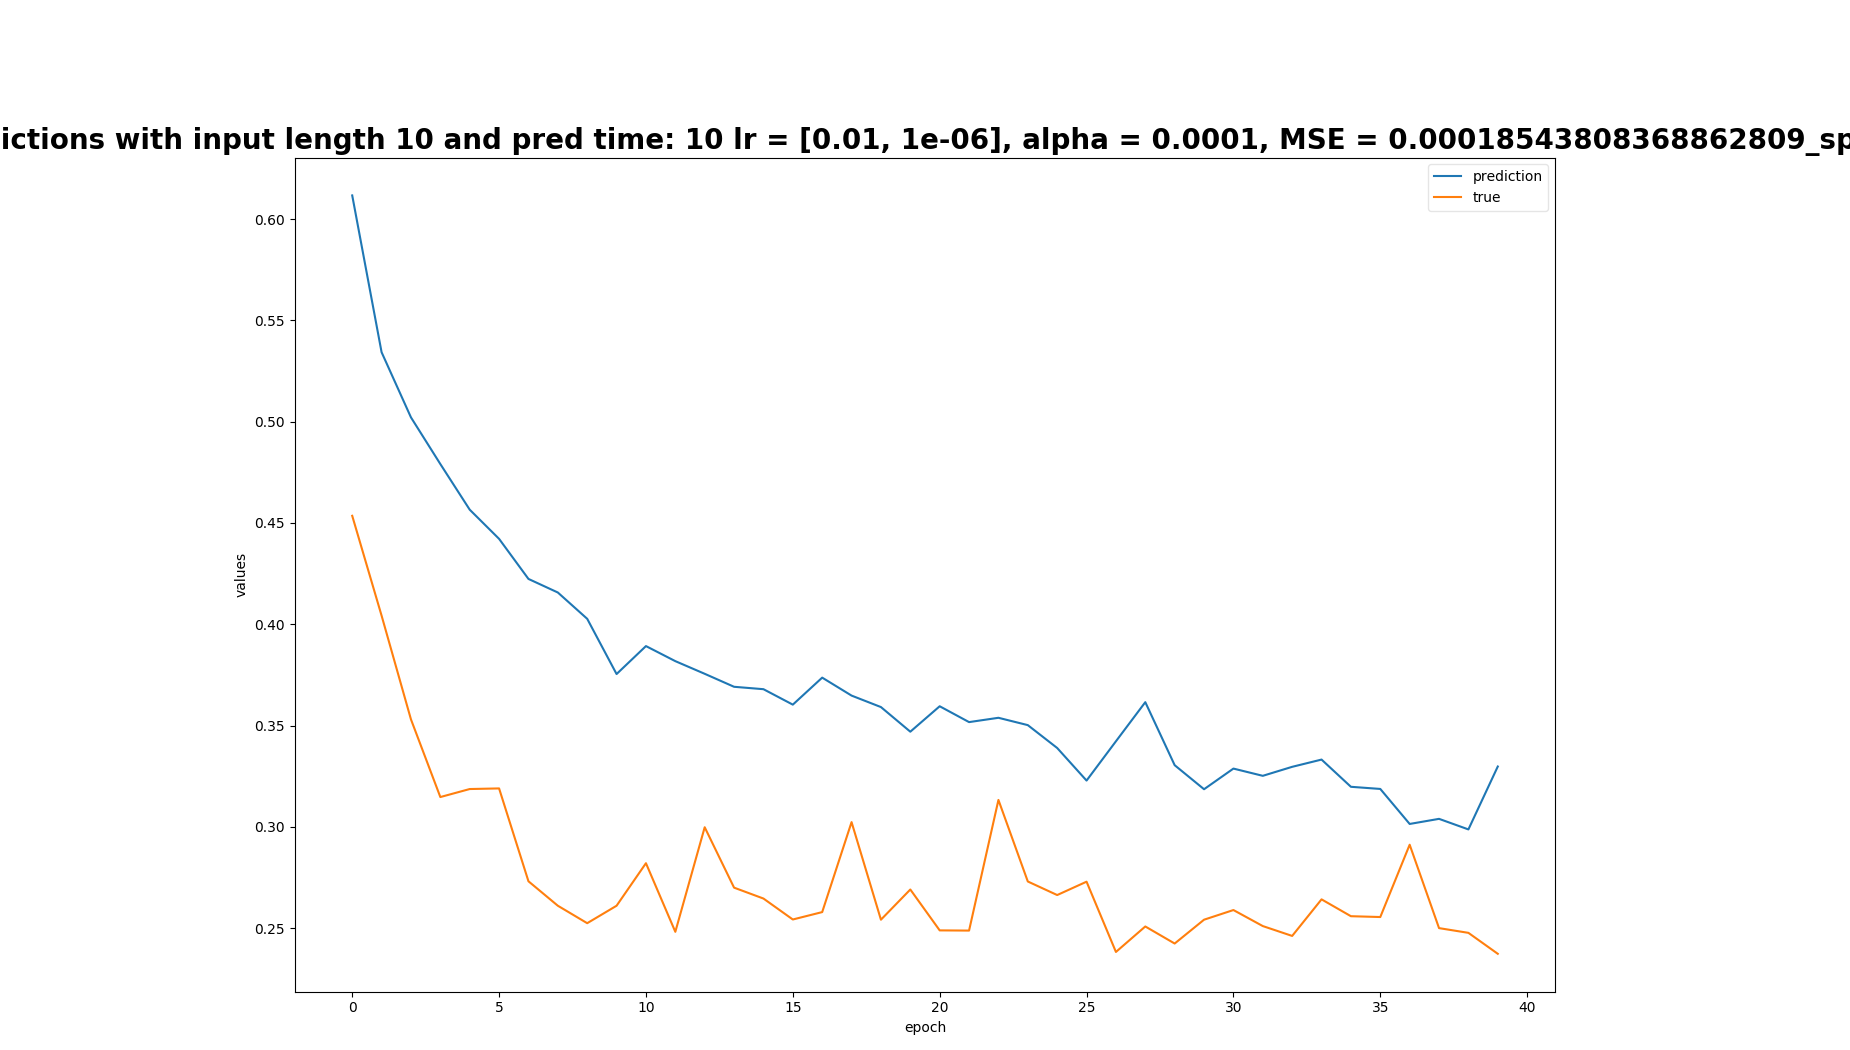 ictions with input length 10 and pred time: 10 lr = [0.01, 1e-06], alpha = 0.0001, MSE = 0.00018543808368862809_sp
prediction
true
0.60
0.55
0.50
0.45
0.40
0.35
0.30
0.25
values
0 5 10 15 20 25 30 35 40
epoch